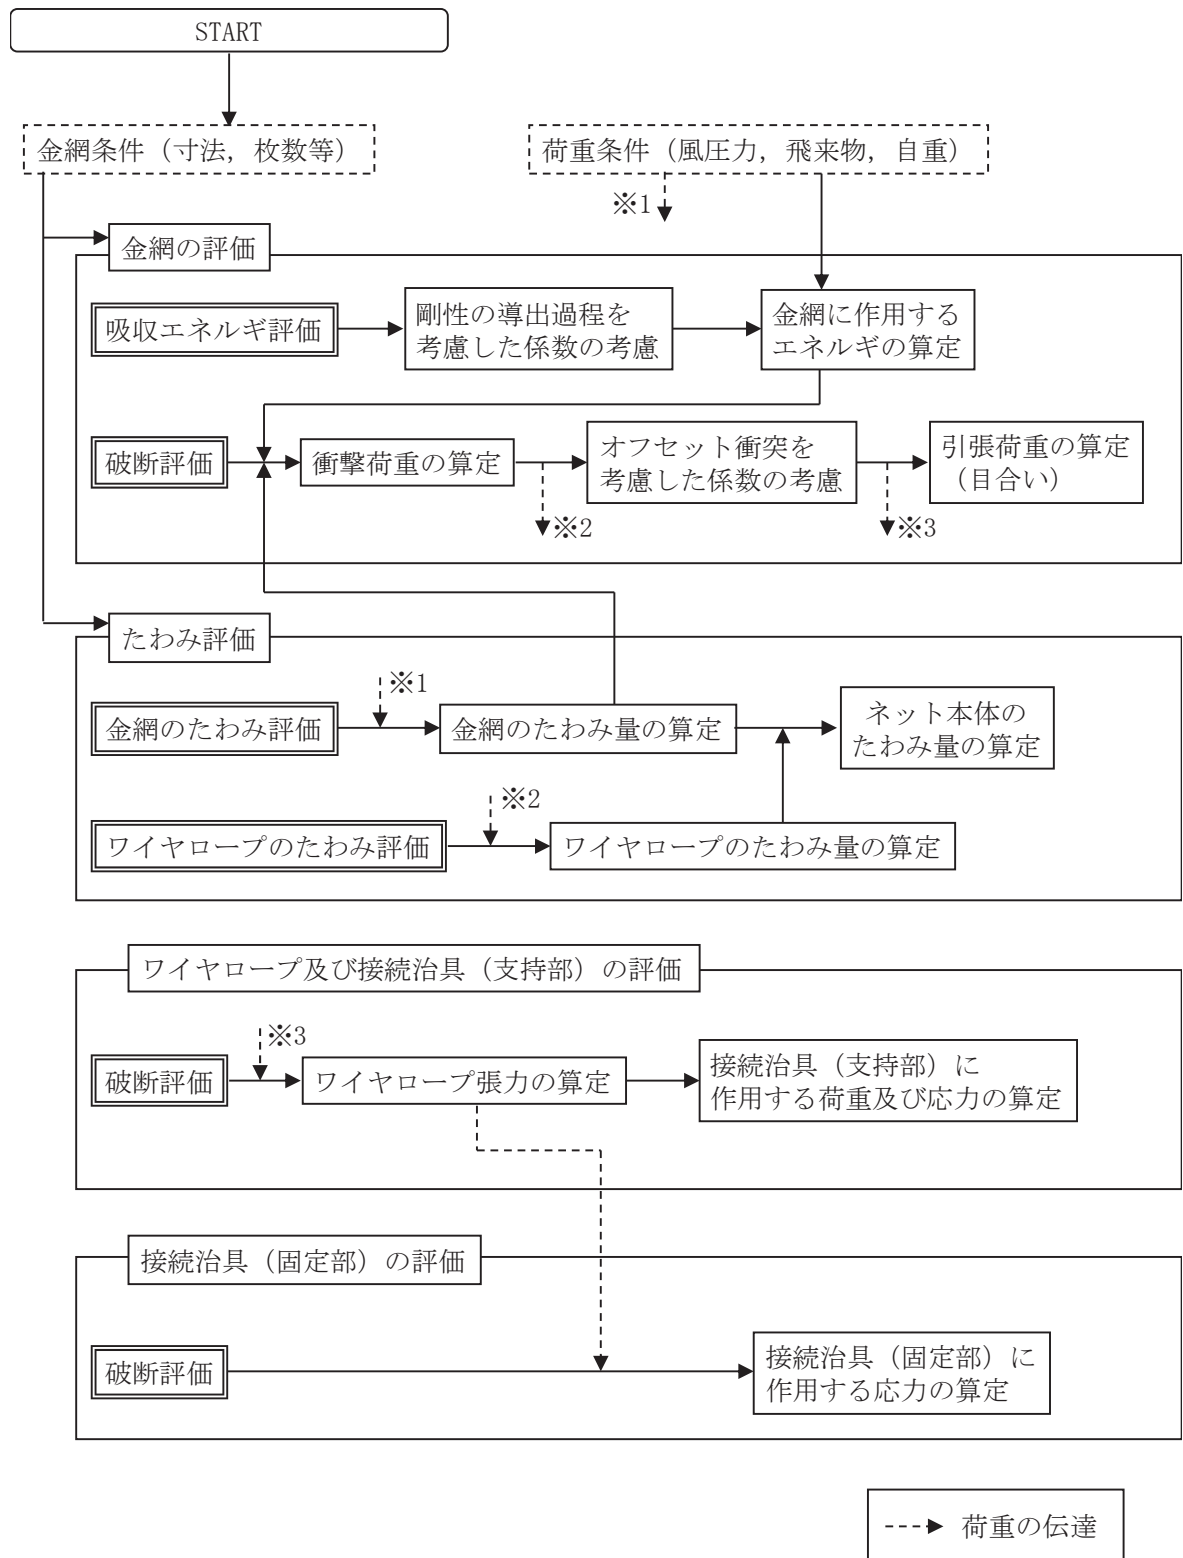 START
金網条件（寸法，枚数等）
荷重条件（風圧力，飛来物，自重）
※1
金網の評価
吸収エネルギ評価
剛性の導出過程を
考慮した係数の考慮
金網に作用する
エネルギの算定
破断評価
衝撃荷重の算定
オフセット衝突を
考慮した係数の考慮
引張荷重の算定
（目合い）
※2
※3
たわみ評価
※1
金網のたわみ評価
金網のたわみ量の算定
ネット本体の
たわみ量の算定
※2
ワイヤロープのたわみ評価
ワイヤロープのたわみ量の算定
ワイヤロープ及び接続治具（支持部）の評価
※3
破断評価
ワイヤロープ張力の算定
接続治具（支持部）に
作用する荷重及び応力の算定
接続治具（固定部）の評価
破断評価
接続治具（固定部）に
作用する応力の算定
荷重の伝達